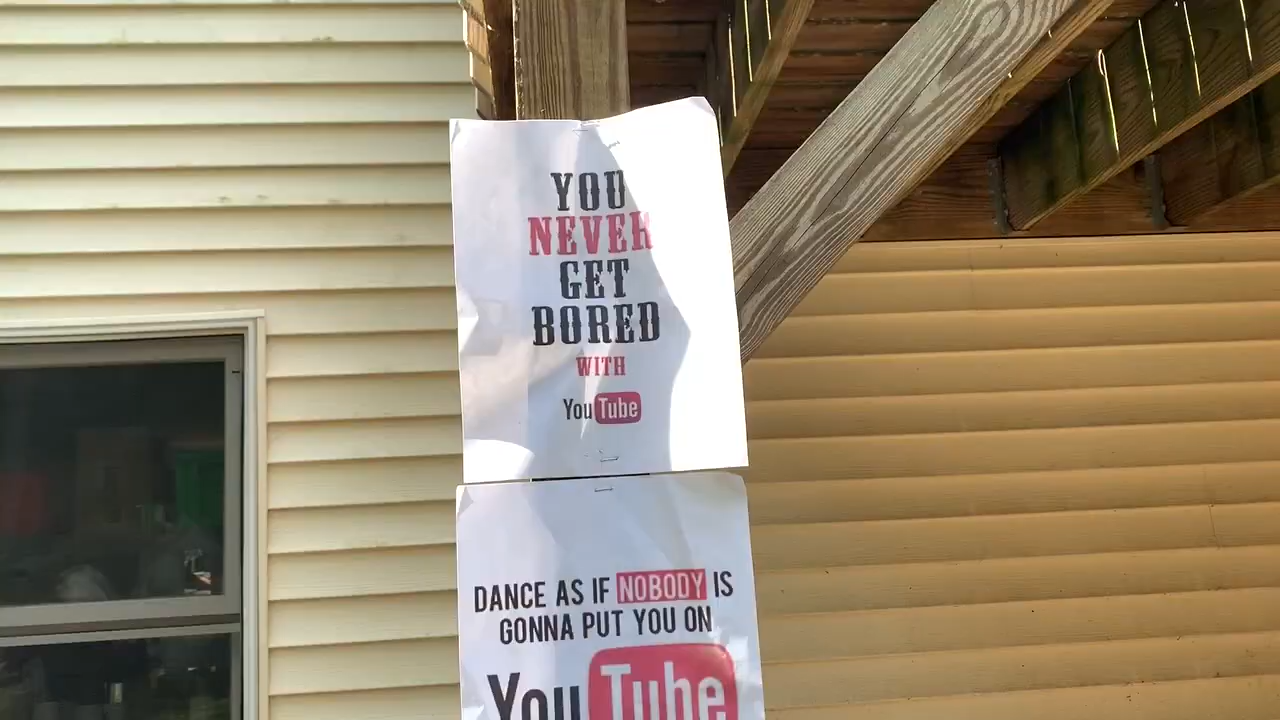 YOU
NEVER
GET
BORED
WITH
YouTube
DANCE AS IF NOBODY IS
GONNA PUT YOU ON
YouTube